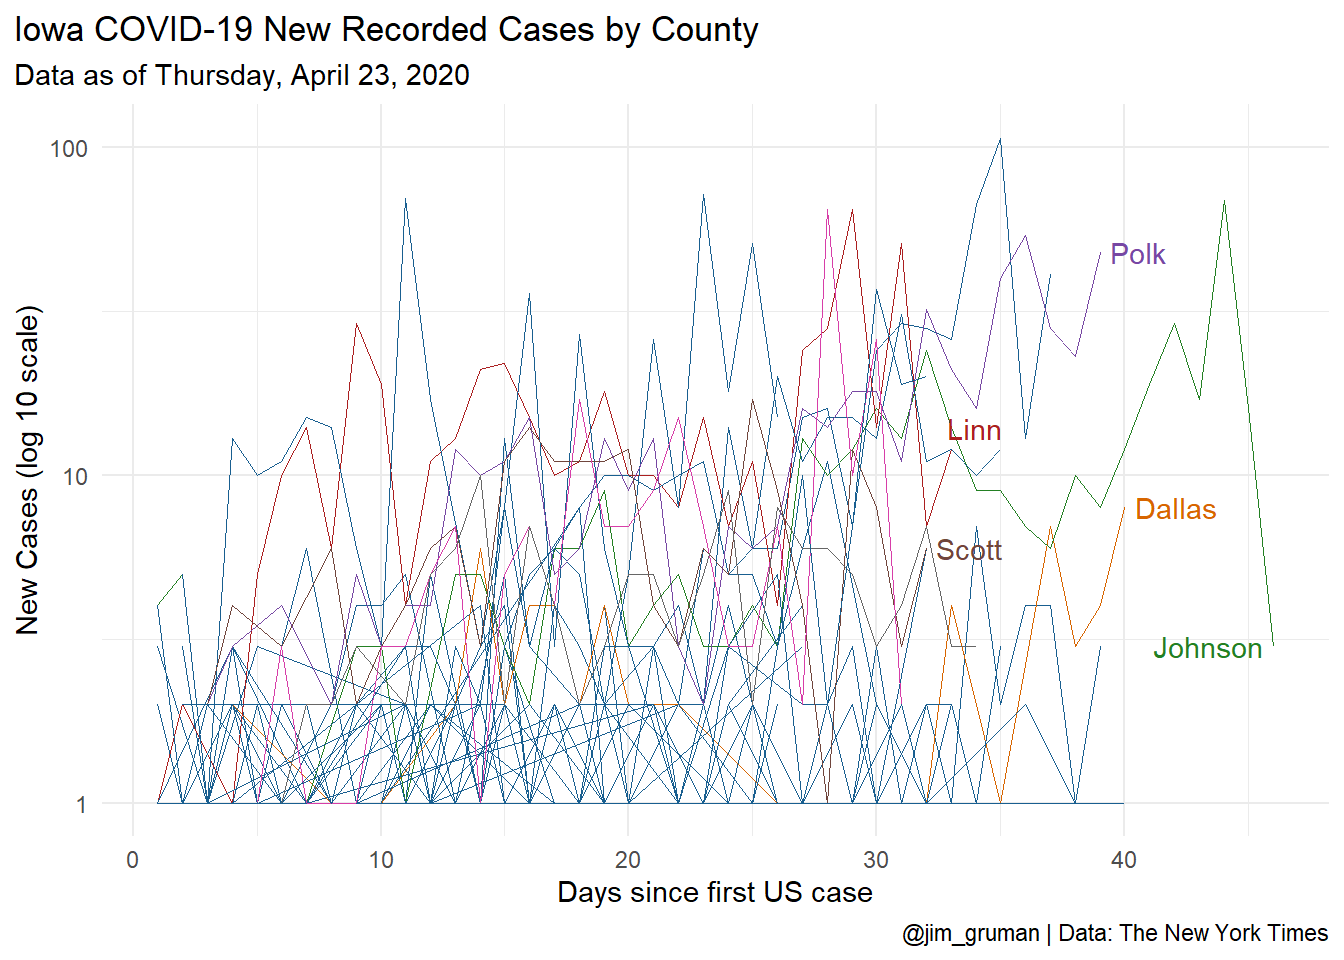 Iowa COVID-19 New Recorded Cases by County
Data as of Thursday, April 23, 2020
New Cases (log 10 scale)
100
10
1
Polk
Linn
Dallas
Scott
Johnson
0 10 20 30 40
Days since first US case
@jim_gruman | Data: The New York Times